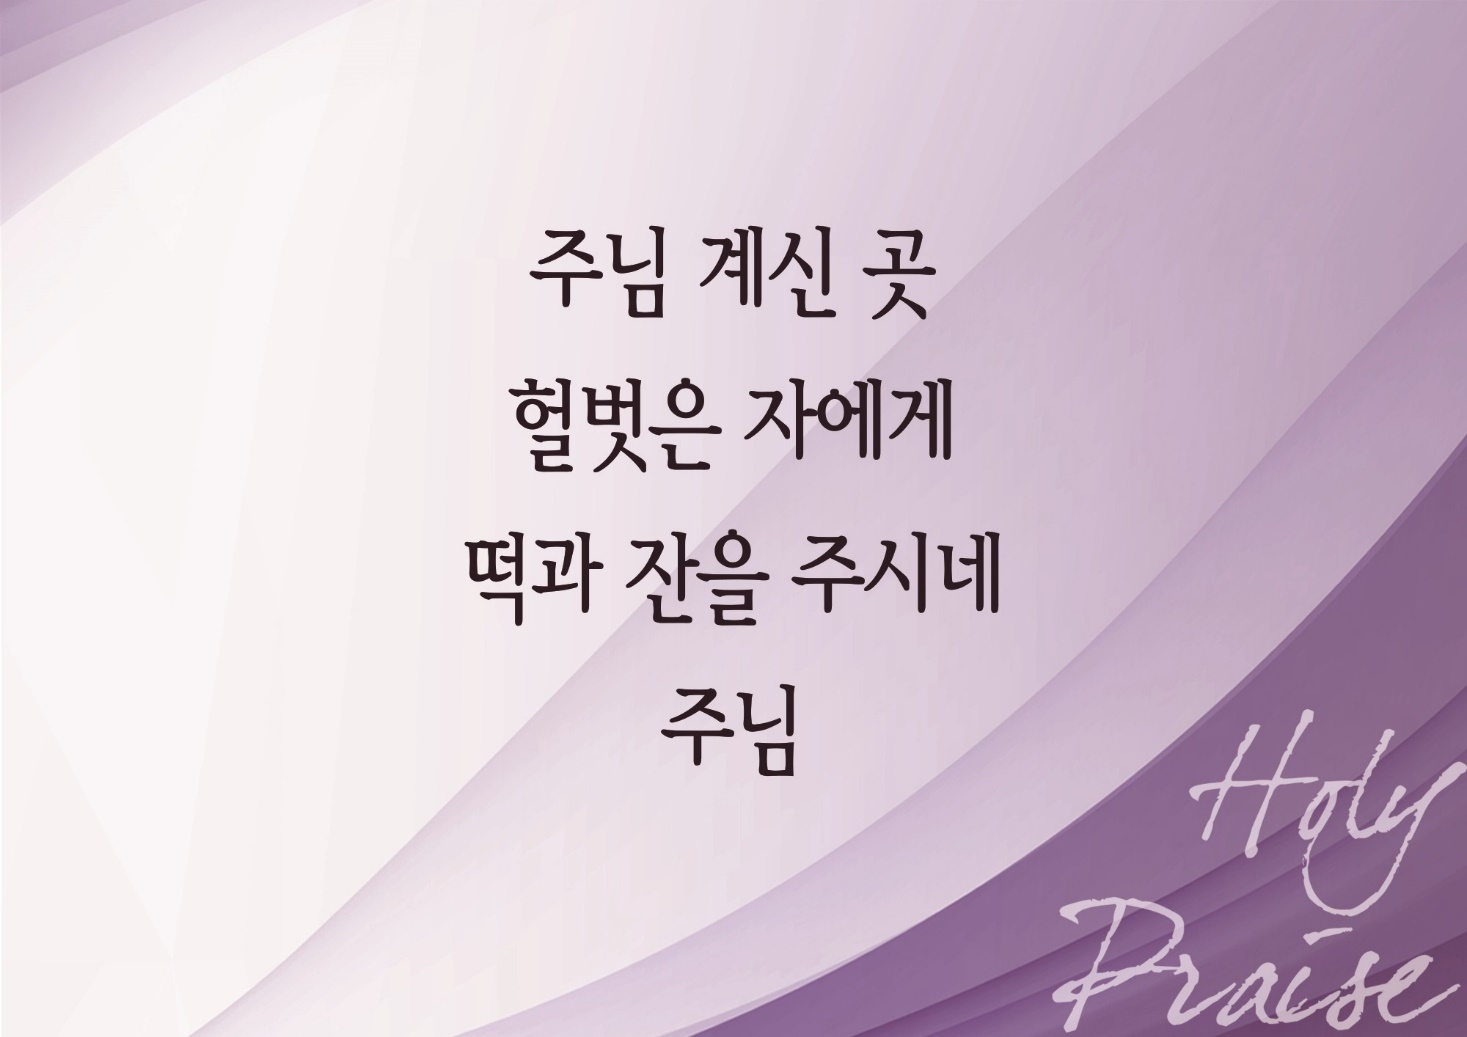 주님 계신 곳
헐벗은 자에게
떡과 잔을 주시네
주님
Holy
Praise